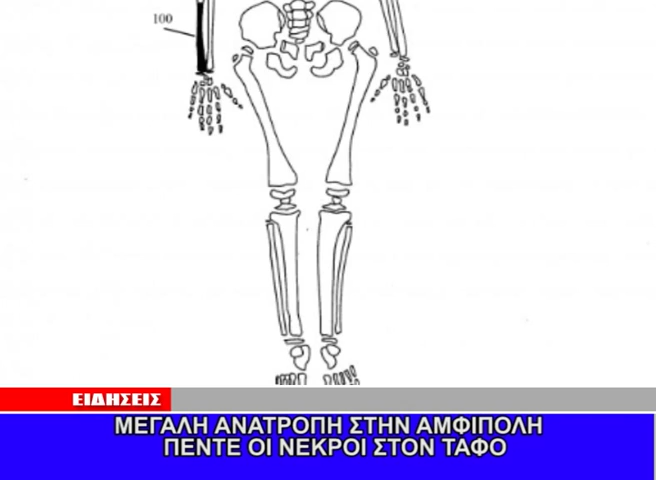 100
ΕΙΔΗΣΕΙΣ
ΜΕΓΑΛΗ ΑΝΑΤΡΟΠΗ ΣΤΗΝ ΑΜΦΙΠΟΛΗ
ΠΕΝΤΕ ΟΙ ΝΕΚΡΟΙ ΣΤΟΝ ΤΑΦΟ